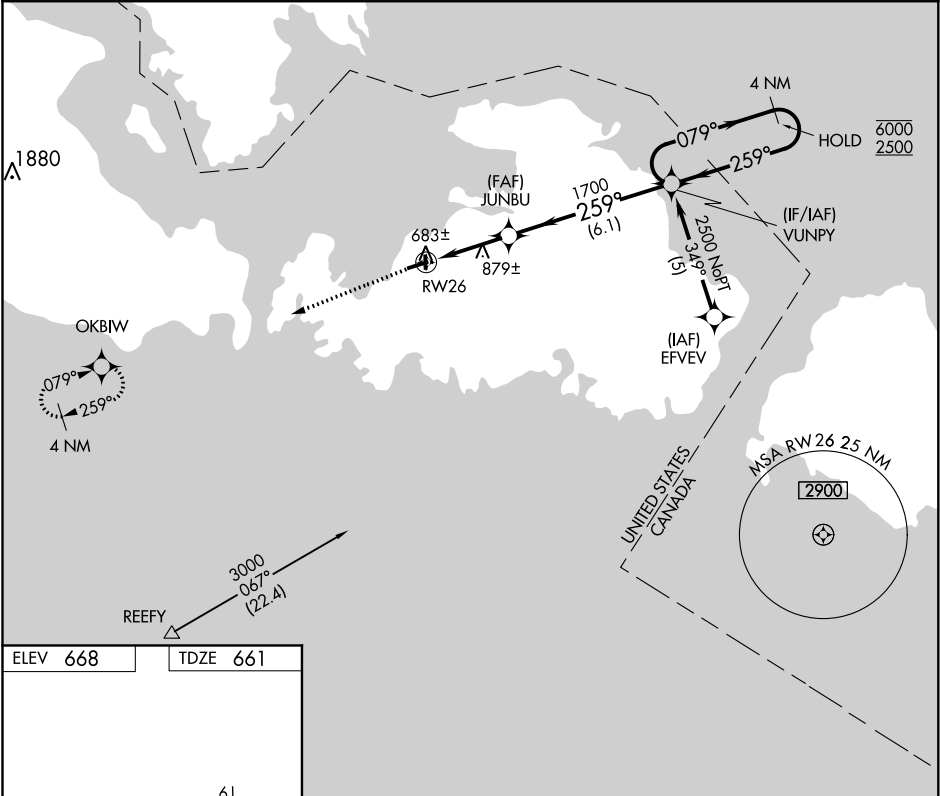 4 NM
079°
HOLD
6000
2500
259°
1880
(FAF)
JUNBU
1700
259°
(6.1)
(IF/IAF)
VUNPY
2500 NoPT
349°
(5)
683±
879±
RW26
OKBIW
(IAF)
EFVEV
079°
259°
4 NM
MSA RW26 25 NM
2900
UNITED STATES
CANADA
3000
067°
(22.4)
REEFY
ELEV 668
TDZE 661